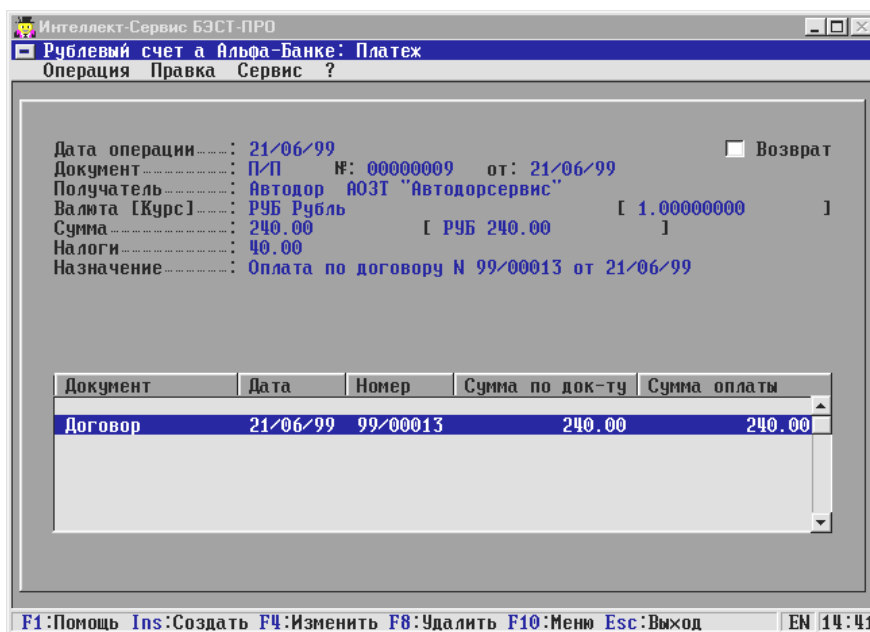 Интеллект-Сервис БЭСТ-ПРО
Рублевый счет а Альфа-Банке: Платеж
Операция Правка Сервис ?
Дата операции: 21/06/99 Возврат
Документ: П/П №: 00000009 от: 21/06/99
Получатель: Автодор АОЗТ "Автодорсервис"
Валюта [Курс]: РУБ Рубль [ 1.00000000 ]
Сумма: 240.00 [ РУБ 240.00 ]
Налоги: 40.00
Назначение: Оплата по договору N 99/00013 от 21/06/99
Документ Дата Номер Сумма по док-ту Сумма оплаты
Договор 21/06/99 99/00013 240.00 240.00
F1:Помощь Ins:Создать F4:Изменить F8:Удалить F10:Меню Esc:Выход EN 14:41